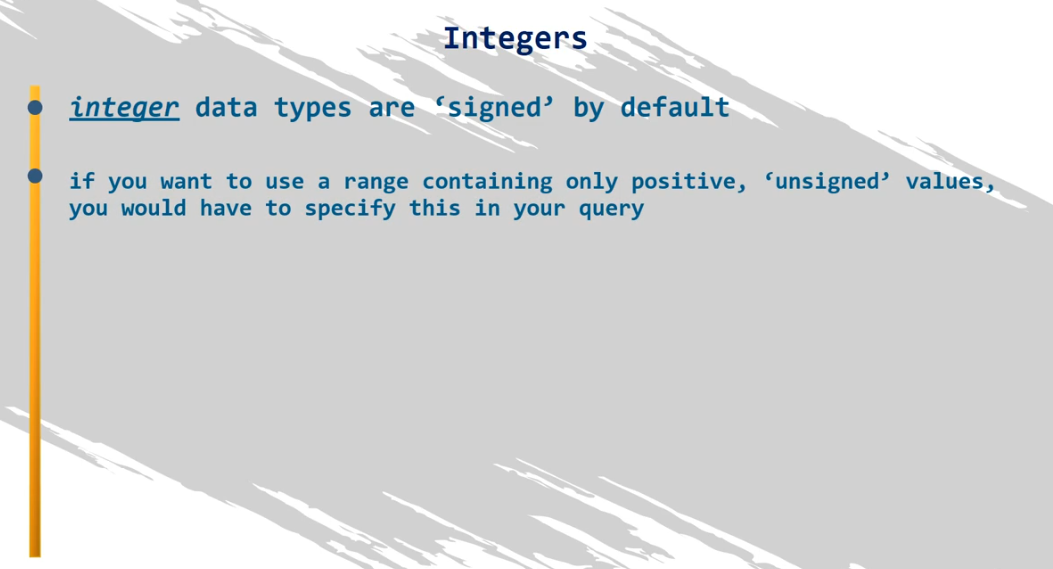 Integers
integer data types are ‘signed’ by default
if you want to use a range containing only positive, ‘unsigned’ values,
you would have to specify this in your query